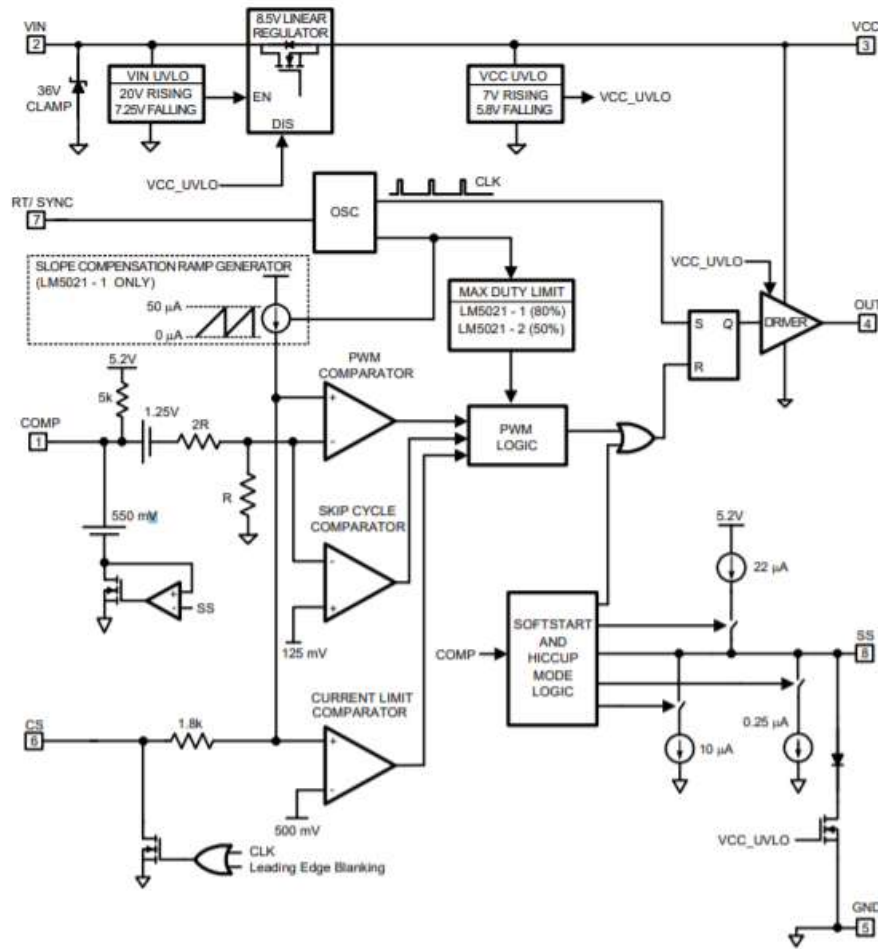 VIN
2
8.5V LINEAR
REGULATOR
VCC
3
36V
CLAMP
VIN UVLO
20V RISING
7.25V FALLING
EN
DIS
VCC UVLO
7V RISING
5.8V FALLING
VCC_UVLO
VCC_UVLO
RT/ SYNC
7
OSC
CLK
SLOPE COMPENSATION RAMP GENERATOR
(LM5021 - 1 ONLY)
50 μA
0 μA
MAX DUTY LIMIT
LM5021 - 1 (80%)
LM5021 - 2 (50%)
VCC_UVLO
S
Q
R
DRIVER
OUT
4
5.2V
5k
1.25V
COMP
1
2R
R
PWM
COMPARATOR
+
-
PWM
LOGIC
550 mV
+
-
SS
SKIP CYCLE
COMPARATOR
-
+
125 mV
5.2V
22 μA
COMP
SOFTSTART
AND
HICCUP
MODE
LOGIC
SS
8
CS
6
1.8k
CURRENT LIMIT
COMPARATOR
+
-
500 mV
10 μA
0.25 μA
CLK
Leading Edge Blanking
VCC_UVLO
GND
5